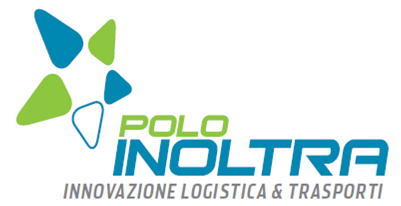 POLO
INOLTRA
INNOVAZIONE LOGISTICA & TRASPORTI